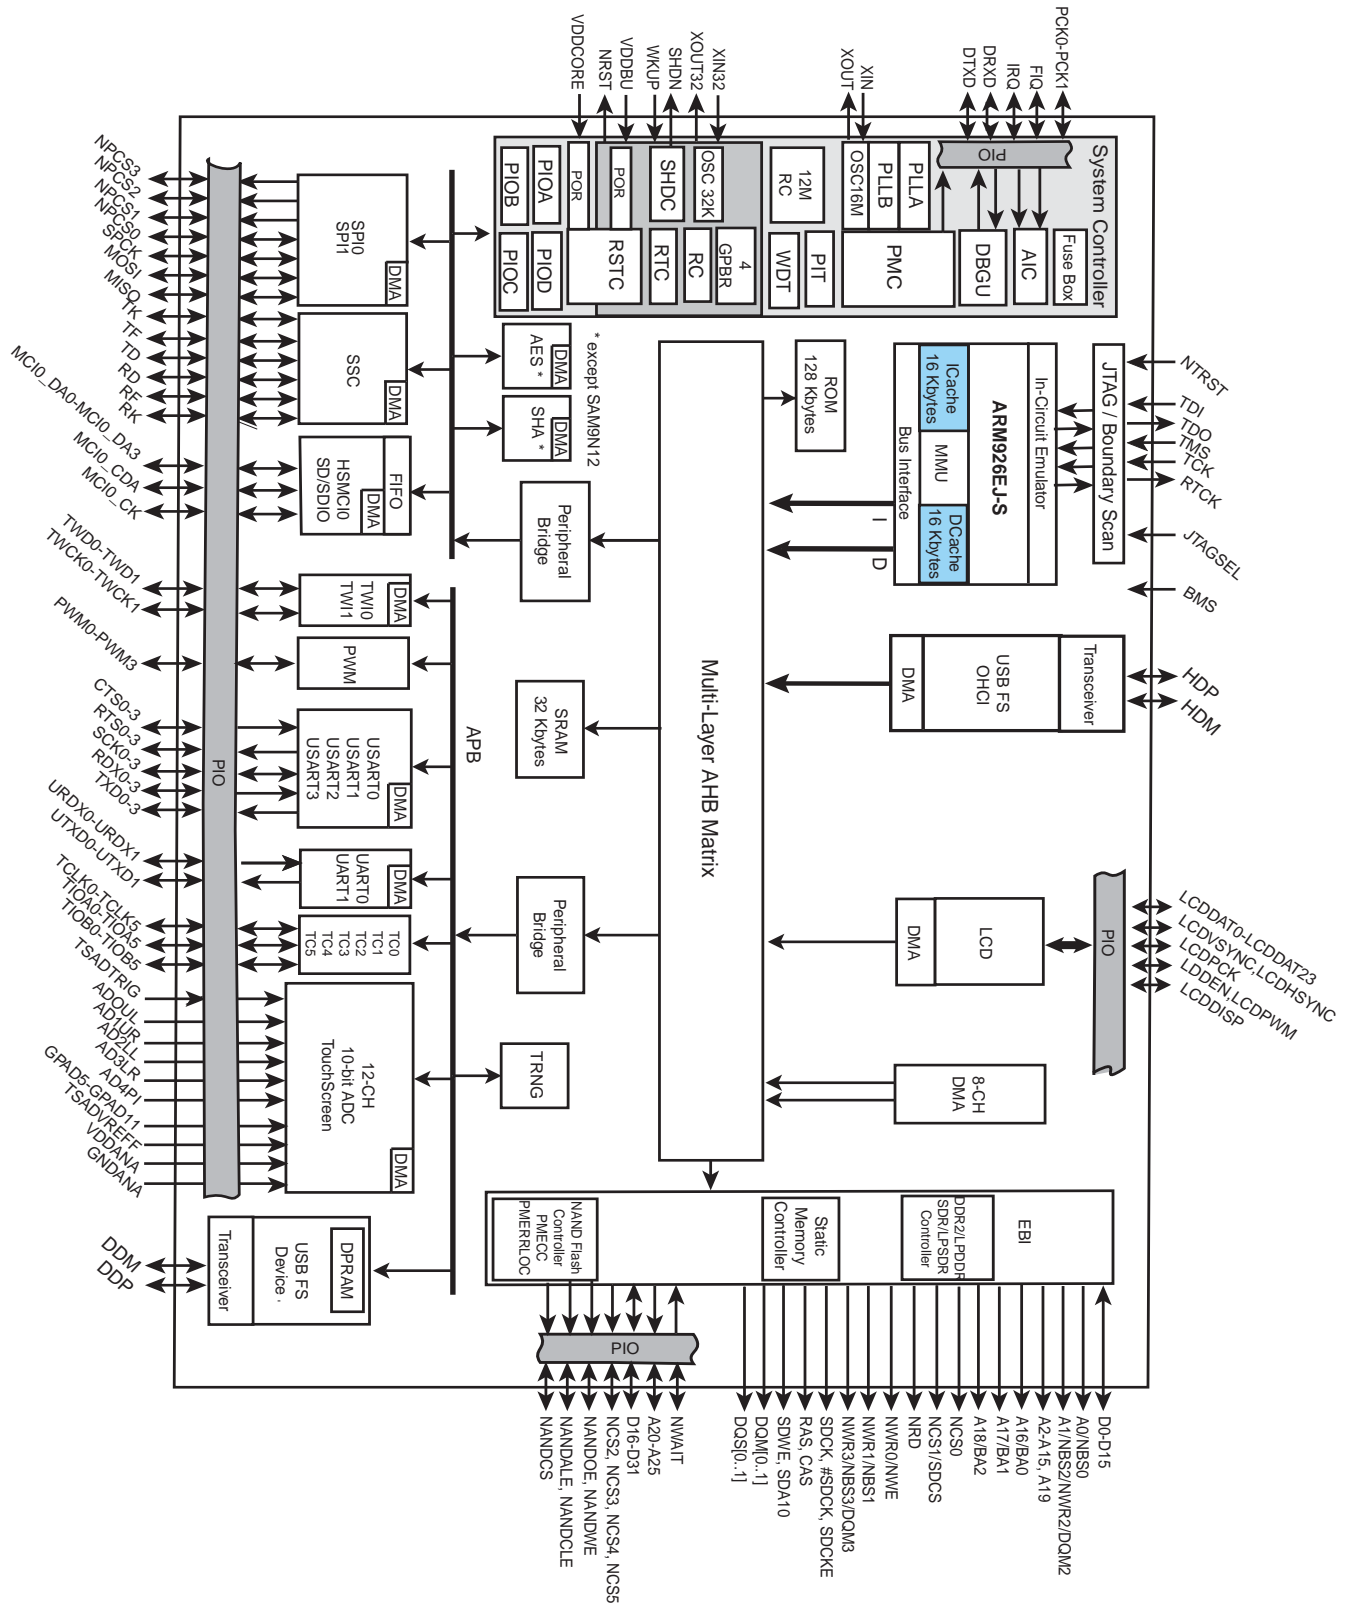 PCK0-PCK1
FIQ
IRQ
DRXD
DTXD
XIN
XOUT
XIN32
XOUT32
SHDN
WKUP
VDDBU
NRST
VDDCORE
System Controller
PIO
Fuse Box
AIC
DBGU
PMC
PLLA
PLLB
OSC16M
12M
RC
PIT
WDT
OSC 32K
4
GPBR
RC
SHDC
RTC
POR
RSTC
POR
PIOA
PIOB
PIOD
PIOC
NTRST
TDI
TDO
TMS
TCK
RTCK
JTAGSEL
BMS
JTAG / Boundary Scan
In-Circuit Emulator
ARM926EJ-S
ICache
16 Kbytes
MMU
DCache
16 Kbytes
Bus Interface
I
D
ROM
128 Kbytes
* except SAM9N12
DMA
AES *
DMA
SHA *
Peripheral
Bridge
Multi-Layer AHB Matrix
SRAM
32 Kbytes
Peripheral
Bridge
TRNG
APB
HDP
HDM
Transceiver
USB FS
OHCI
DMA
PIO
LCDDAT0-LCDDAT23
LCDVSYNC,LCDHSYNC
LCDPCK
LDDEN,LCDPWM
LCDDISP
LCD
DMA
8-CH
DMA
NPCS3
NPCS2
NPCS1
NPCS0
SPCK
MOSI
MISO
TK
TF
TD
RD
RF
RK
MCI0_DA0-MCI0_DA3
MCI0_CDA
MCI0_CK
TWD0-TWD1
TWCK0-TWCK1
PWM0-PWM3
CTS0-3
RTS0-3
SCK0-3
RDX0-3
TXD0-3
URDX0-URDX1
UTXD0-UTXD1
TCLK0-TCLK5
TIOA0-TIOA5
TIOB0-TIOB5
TSADTRIG
ADOUL
AD1UR
AD2LL
AD3LR
AD4PI
GPAD5-GPAD11
TSADVREFF
VDDANA
GNDANA
DDM
DDP
PIO
SPI0
SPI1
DMA
SSC
DMA
FIFO
HSMCI0
SD/SDIO
DMA
DMA
TWI0
TWI1
PWM
USART0
USART1
USART2
USART3
DMA
DMA
UART0
UART1
TC0
TC1
TC2
TC3
TC4
TC5
12-CH
10-bit ADC
TouchScreen
DMA
DPRAM
USB FS
Device .
Transceiver
EBI
DDR2/LPDDR
SDR/LPSDR
Controller
Static
Memory
Controller
NAND Flash
Controller
PMECC
PMERRLOC
PIO
D0-D15
A0/NBS0
A1/NBS2/NWR2/DQM2
A2-A15, A19
A16/BA0
A17/BA1
A18/BA2
NCS0
NCS1/SDCS
NRD
NWR0/NWE
NWR1/NBS1
NWR3/NBS3/DQM3
SDCK, #SDCK, SDCKE
RAS, CAS
SDWE, SDA10
DQM[0..1]
DQS[0..1]
NWAIT
A20-A25
D16-D31
NCS2, NCS3, NCS4, NCS5
NANDOE, NANDWE
NANDALE, NANDCLE
NANDCS